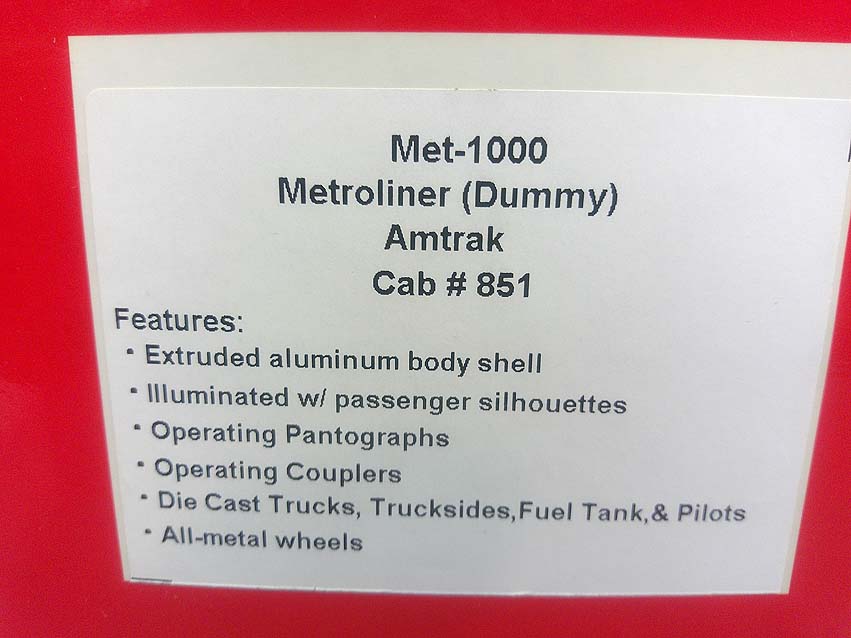 Met-1000
Metroliner (Dummy)
Amtrak
Cab # 851
Features:
· Extruded aluminum body shell
· Illuminated w/ passenger silhouettes
· Operating Pantographs
· Operating Couplers
· Die Cast Trucks, Trucksides,Fuel Tank,& Pilots
· All-metal wheels